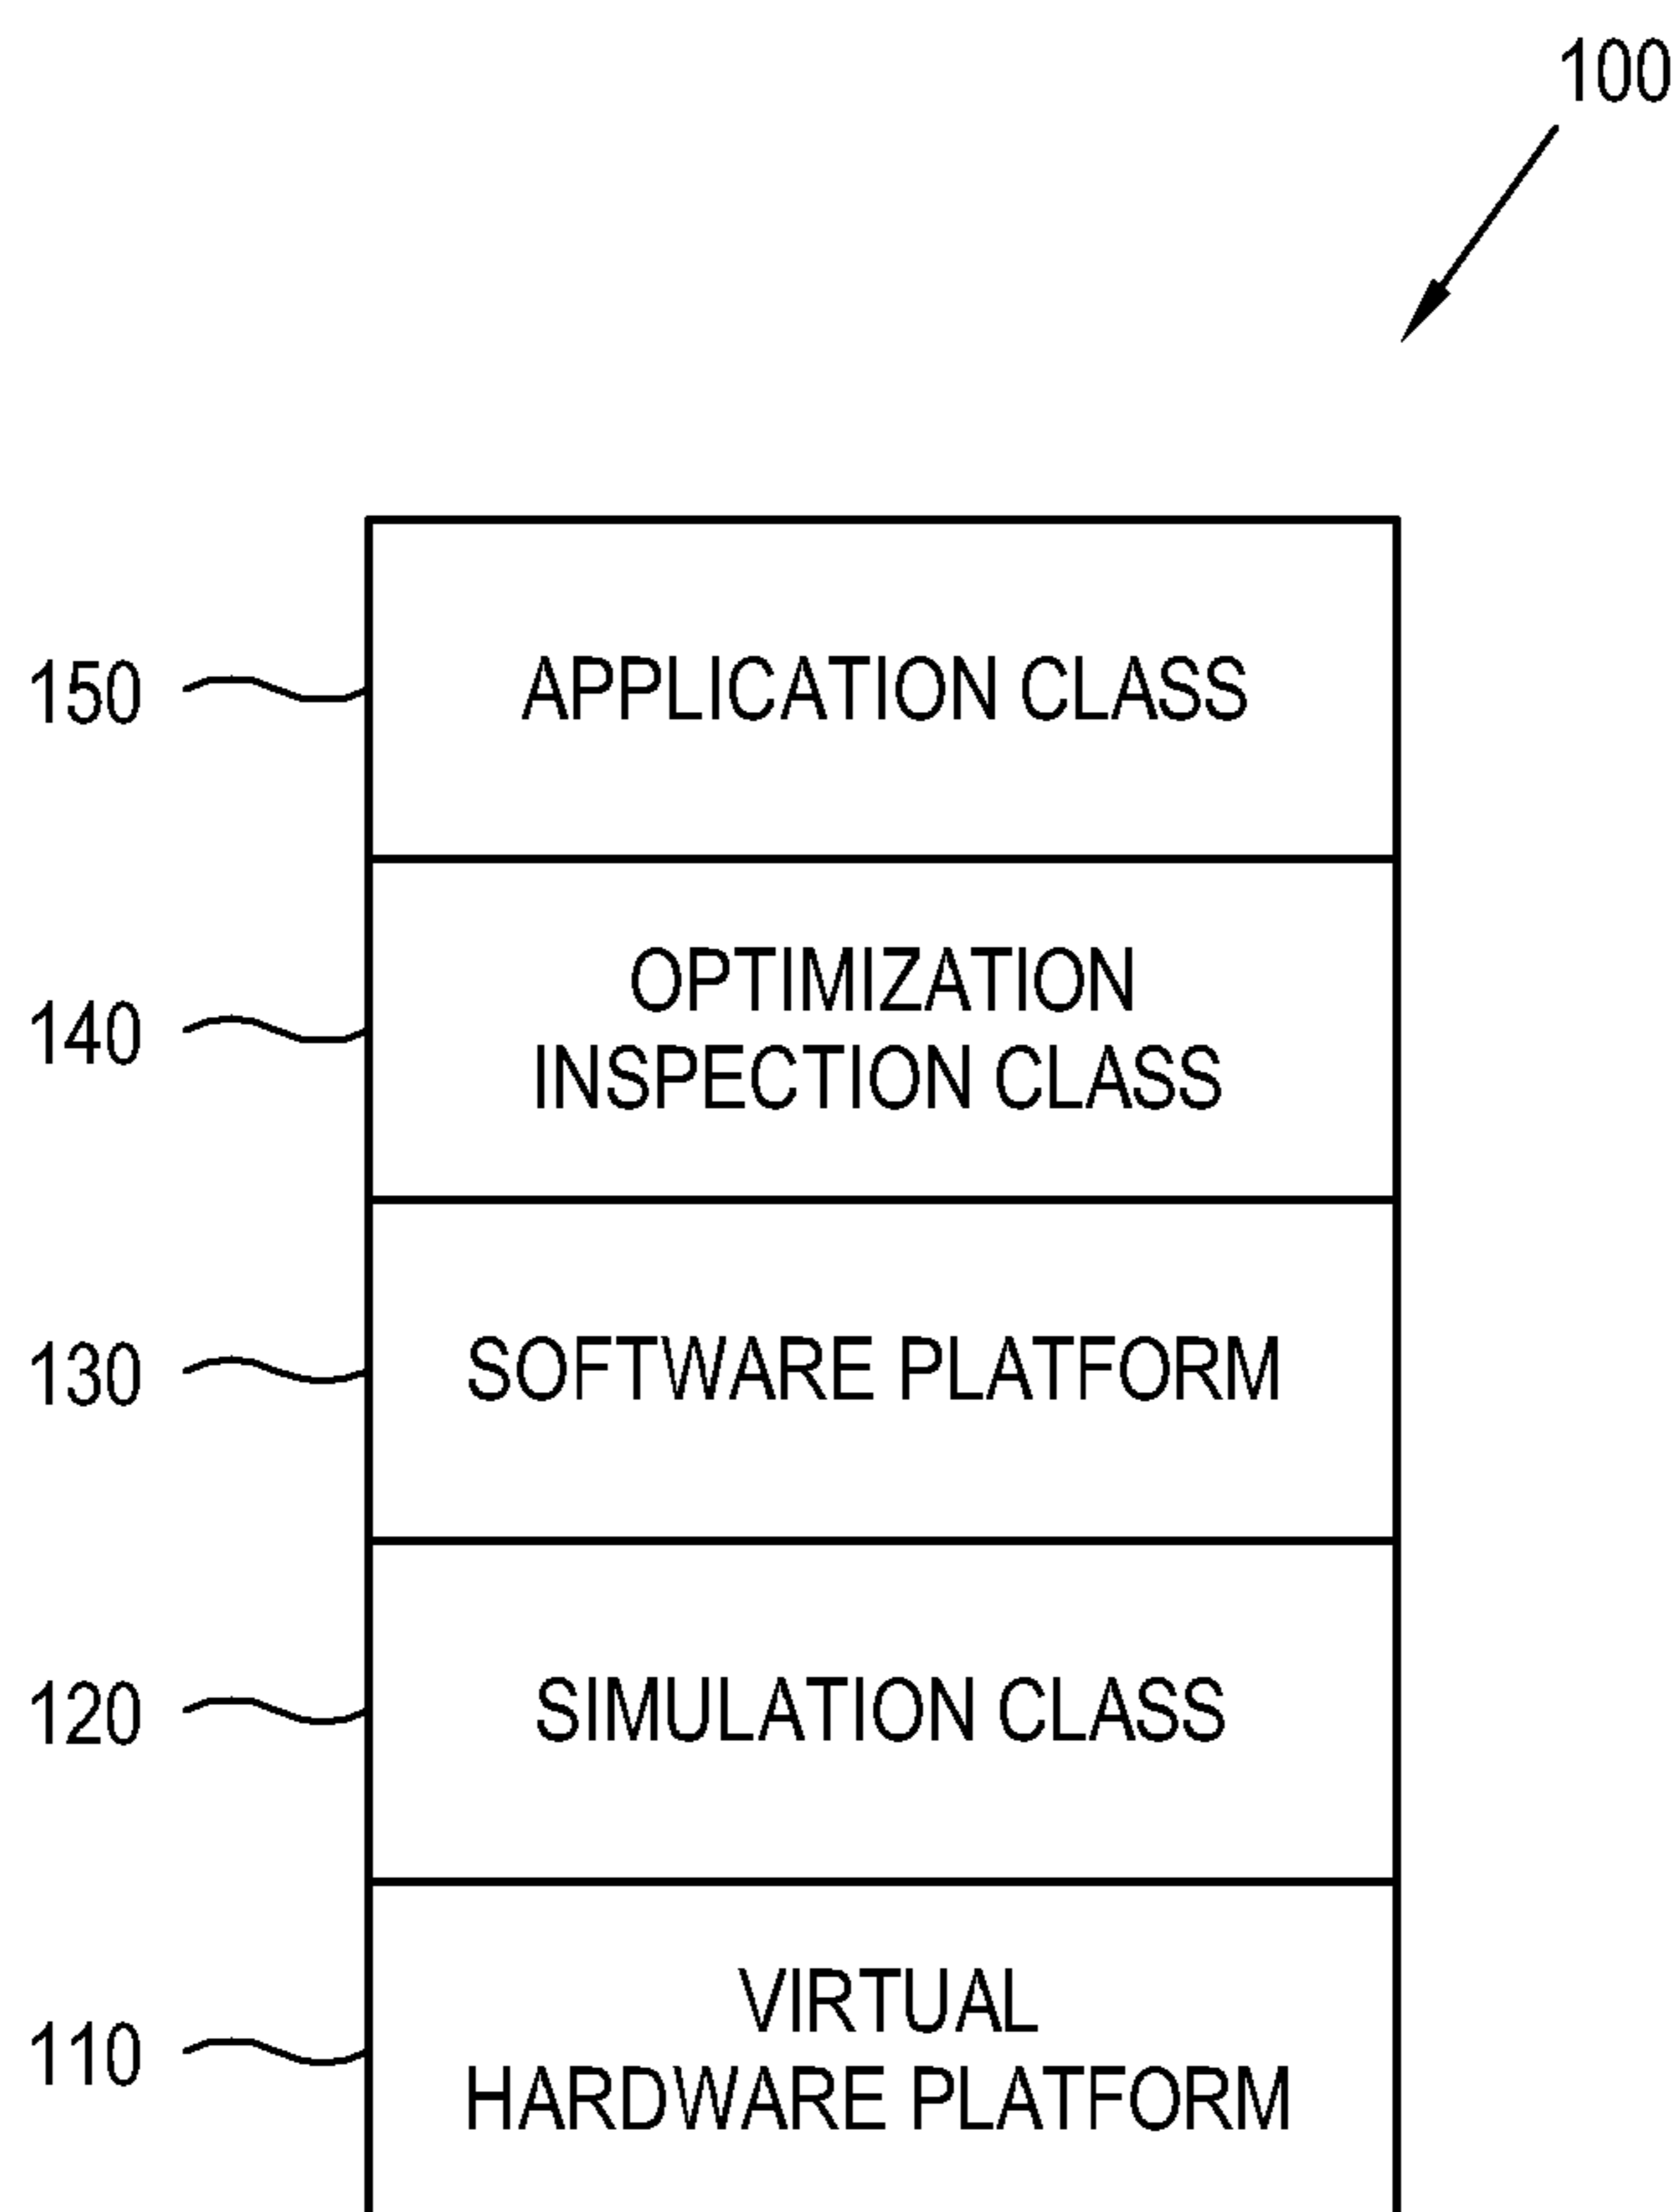 100
150 APPLICATION CLASS
140 OPTIMIZATION
INSPECTION CLASS
130 SOFTWARE PLATFORM
120 SIMULATION CLASS
110 VIRTUAL
HARDWARE PLATFORM